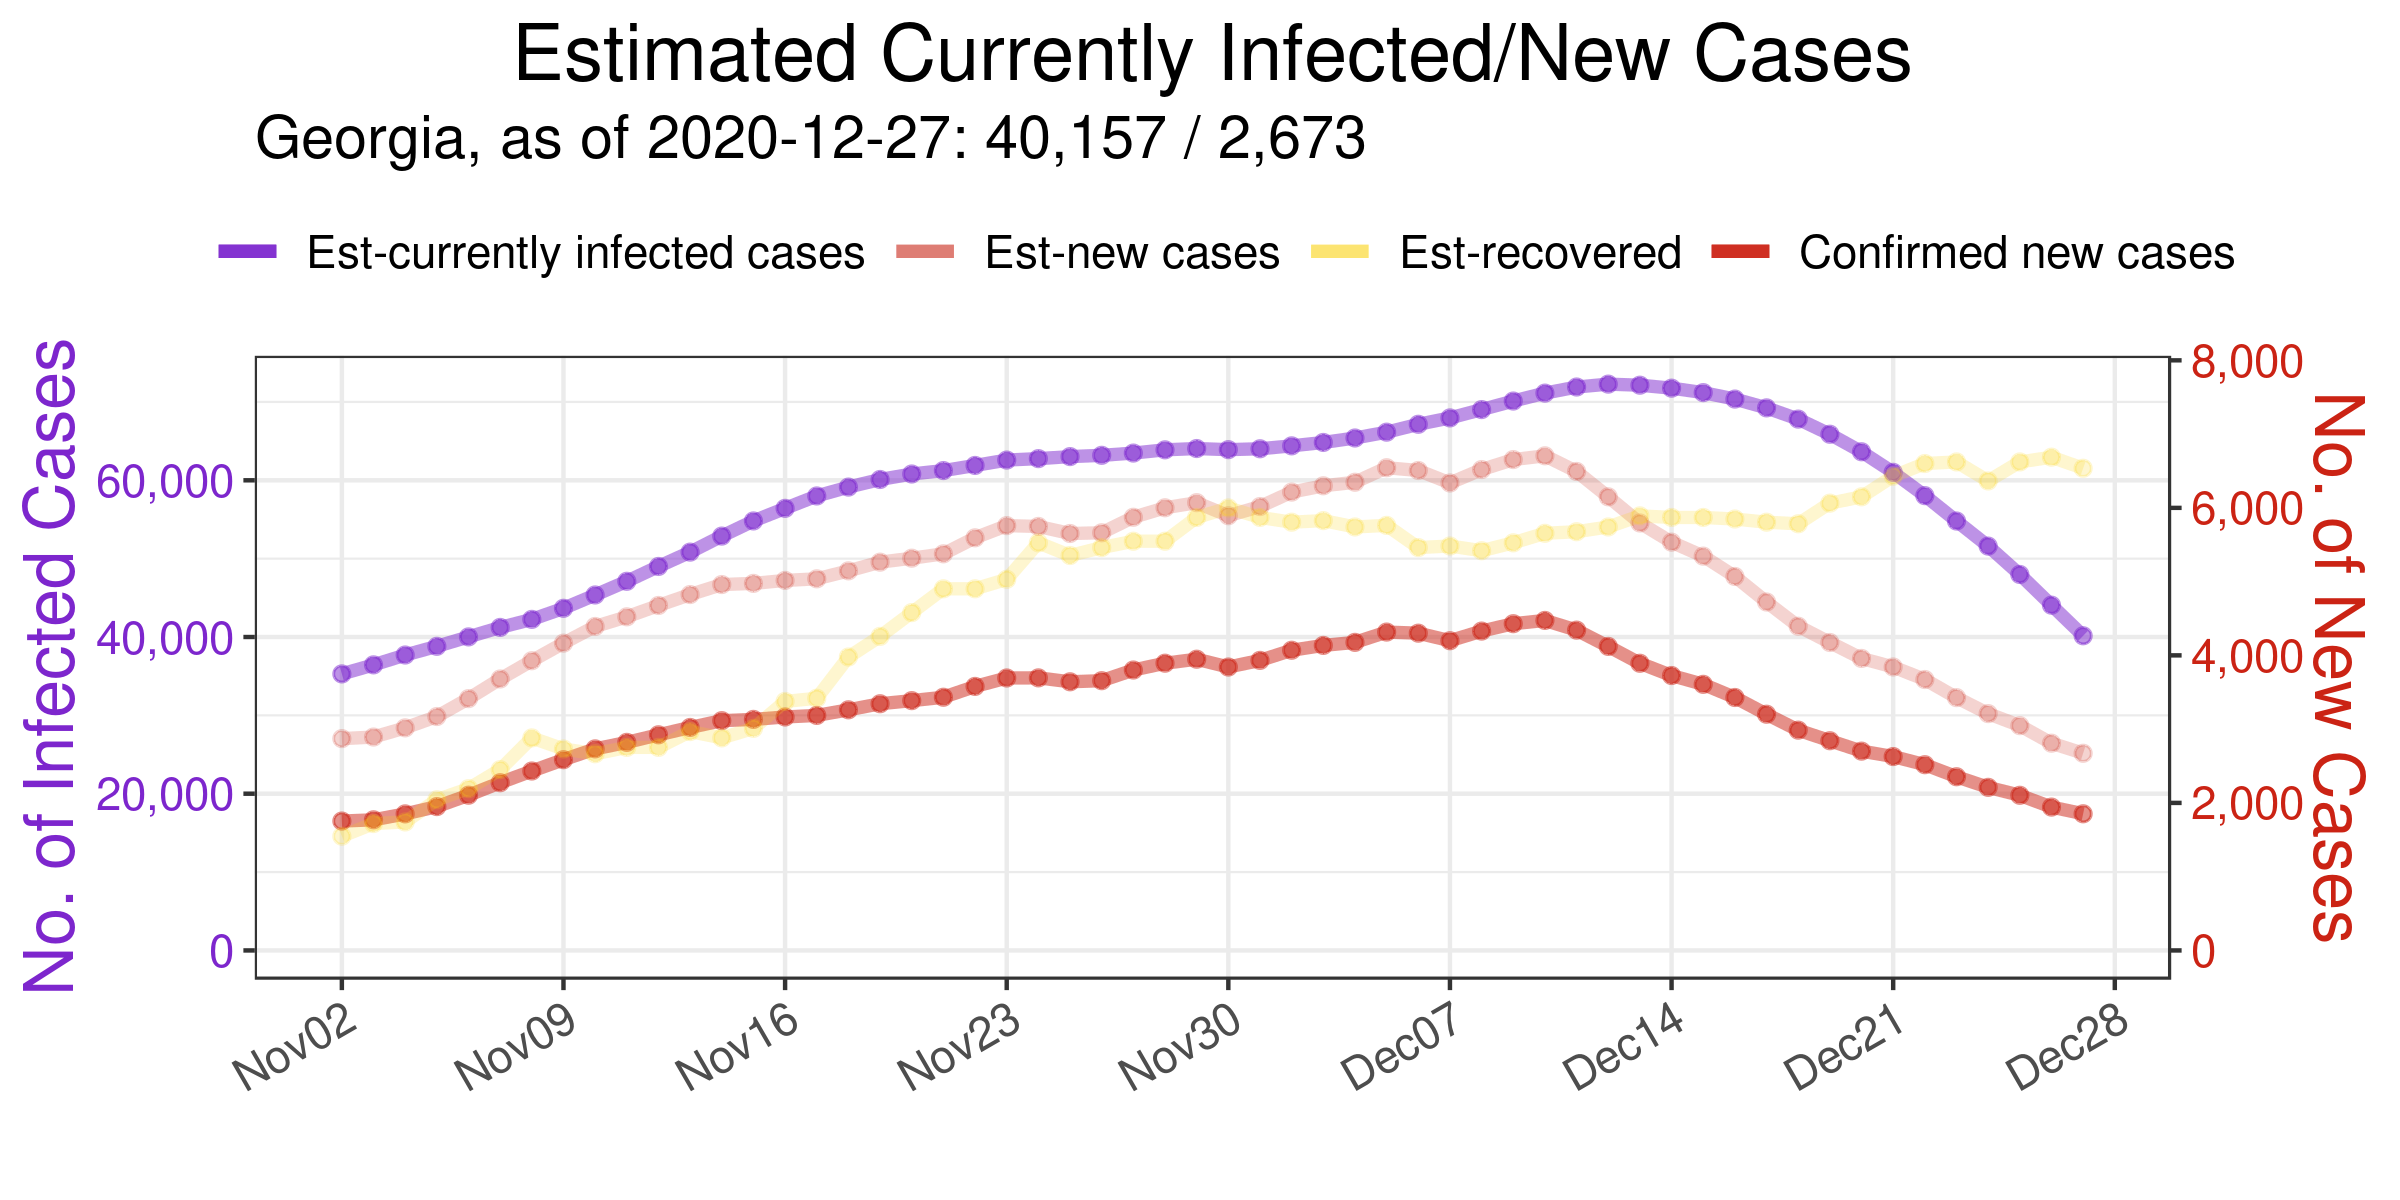 Estimated Currently Infected/New Cases
Georgia, as of 2020-12-27: 40,157 / 2,673
Est-currently infected cases Est-new cases Est-recovered Confirmed new cases
No. of Infected Cases
60,000
40,000
20,000
0
8,000
6,000
4,000
2,000
0
No. of New Cases
Nov02 Nov09 Nov16 Nov23 Nov30 Dec07 Dec14 Dec21 Dec28